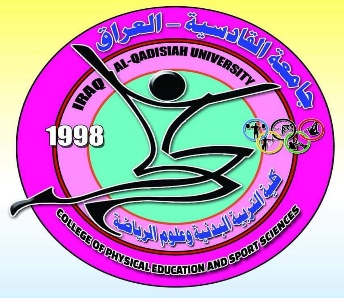 جامعة القادسية - العراق
IRAQ AL-QADISIAH UNIVERSITY
1998
كلية التربية البدنية وعلوم الرياضة
COLLEGE OF PHYSICAL EDUCATION AND SPORT SCIENCES